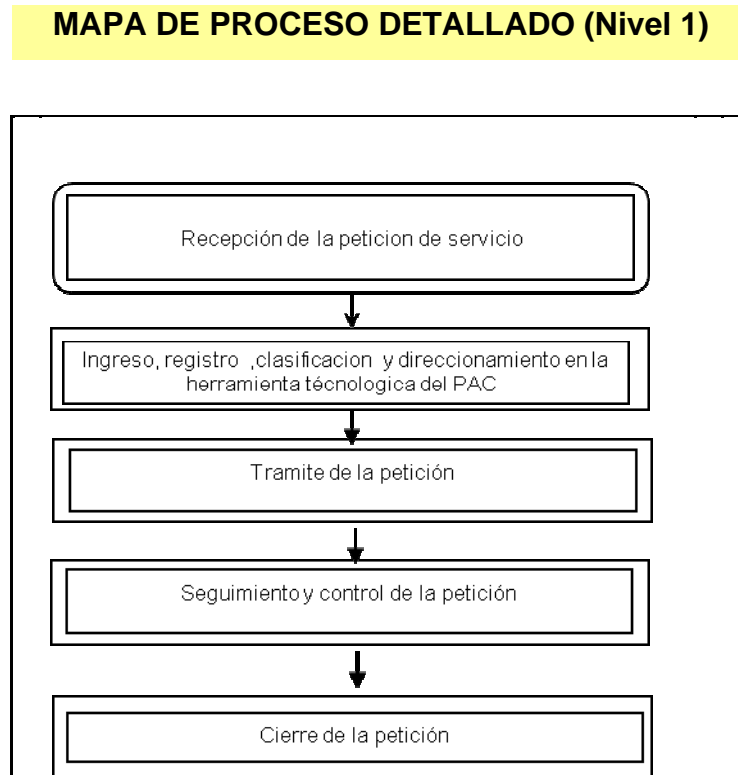 MAPA DE PROCESO DETALLADO (Nivel 1)
Recepción de la peticion de servicio
Ingreso, registro ,clasificacion y direccionamiento en la
herramienta técnologica del PAC
Tramite de la petición
Seguimiento y control de la petición
Cierre de la petición